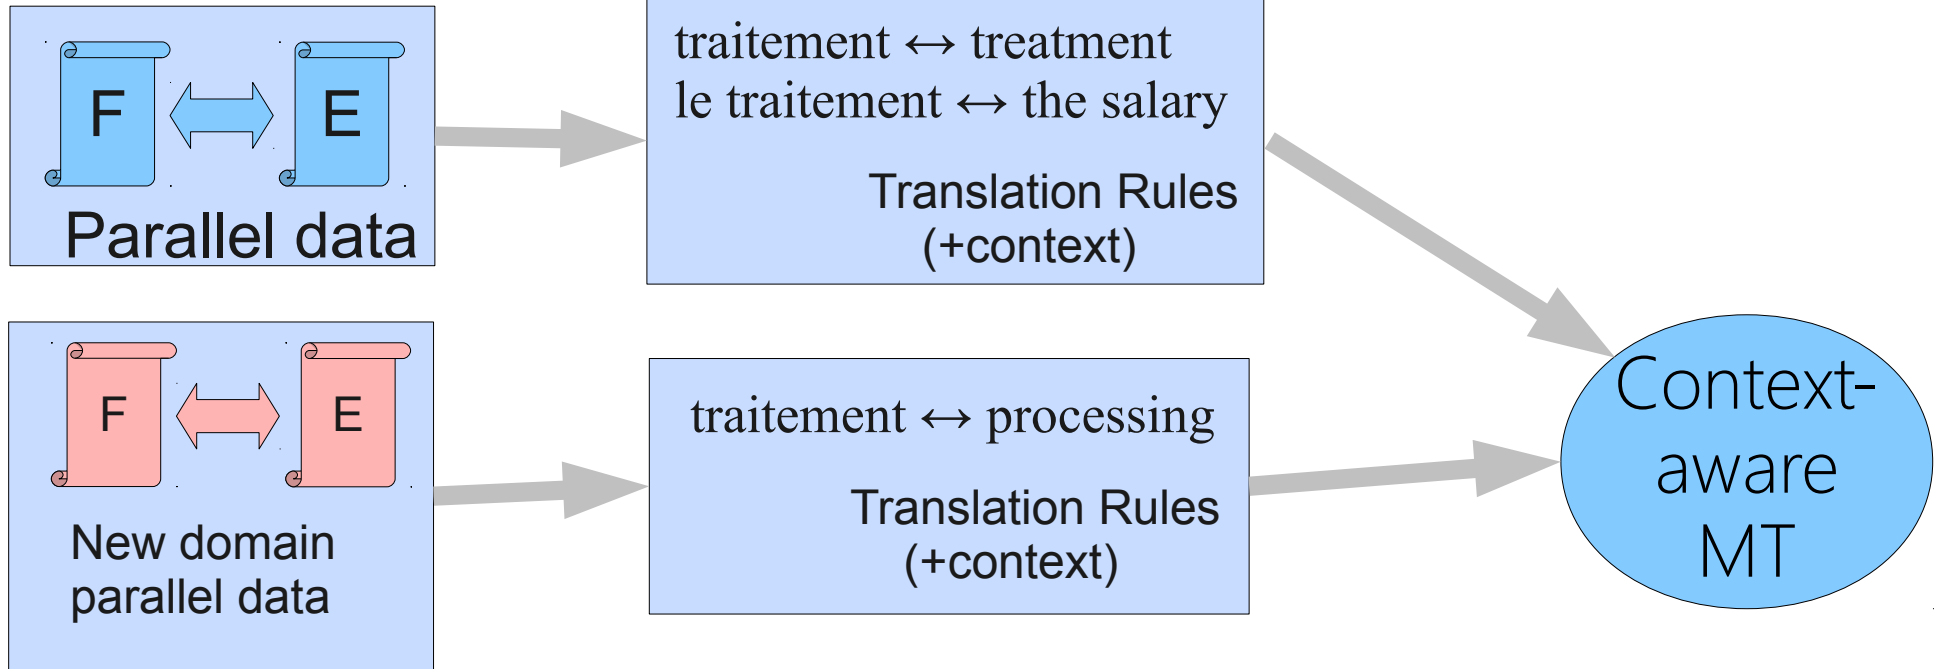 F E
Parallel data
traitement ↔ treatment
le traitement ↔ the salary
Translation Rules
(+context)
F E
New domain
parallel data
traitement ↔ processing
Translation Rules
(+context)
Context-
aware
MT